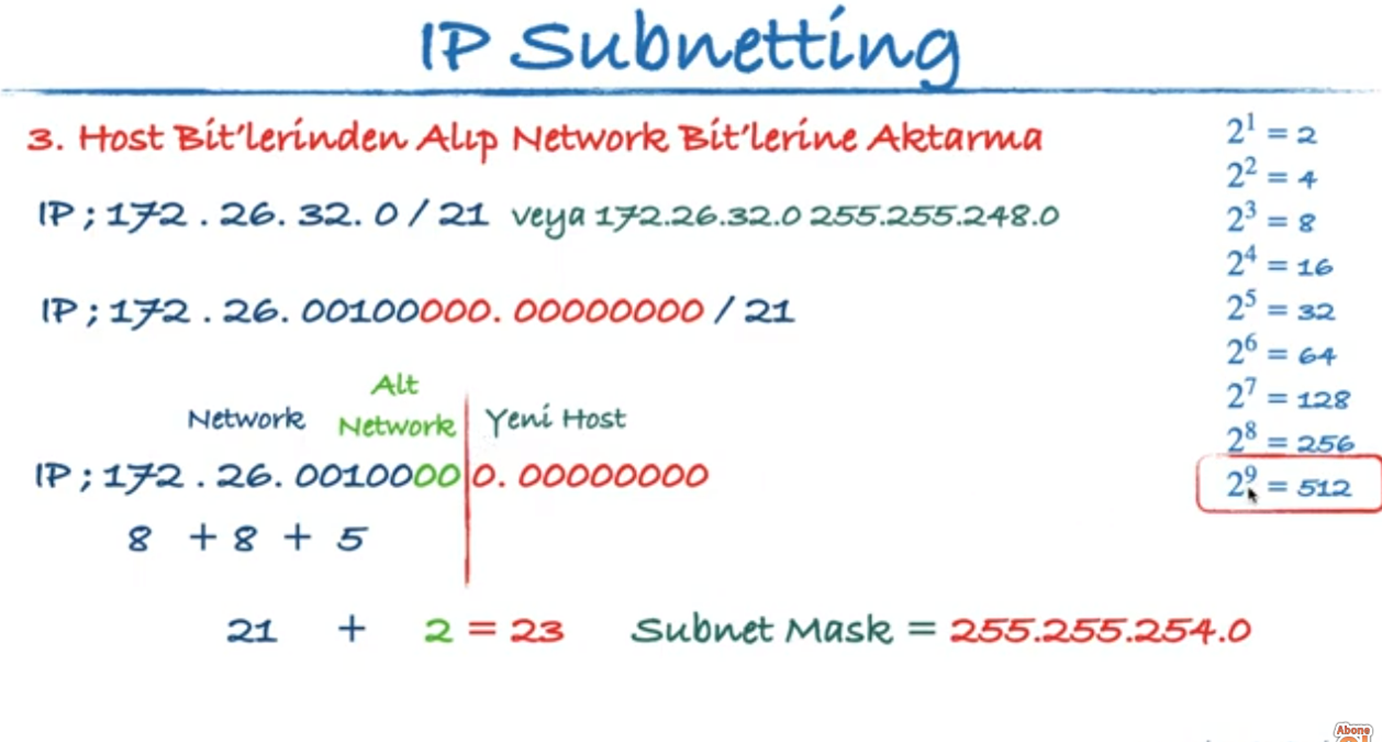 IP Subnetting
3. Host Bit'lerinden Alıp Network Bit'lerine Aktarma
IP ; 172 . 26. 32. 0 / 21 veya 172.26.32.0 255.255.248.0
IP ; 172 . 26. 00100000. 00000000 / 21
Alt
Network Network Yeni Host
IP ; 172 . 26. 00100000. 00000000
8 + 8 + 5
21 + 2 = 23 Subnet Mask = 255.255.254.0
2¹ = 2
2² = 4
2³ = 8
2⁴ = 16
2⁵ = 32
2⁶ = 64
2⁷ = 128
2⁸ = 256
2⁹ = 512
Abone